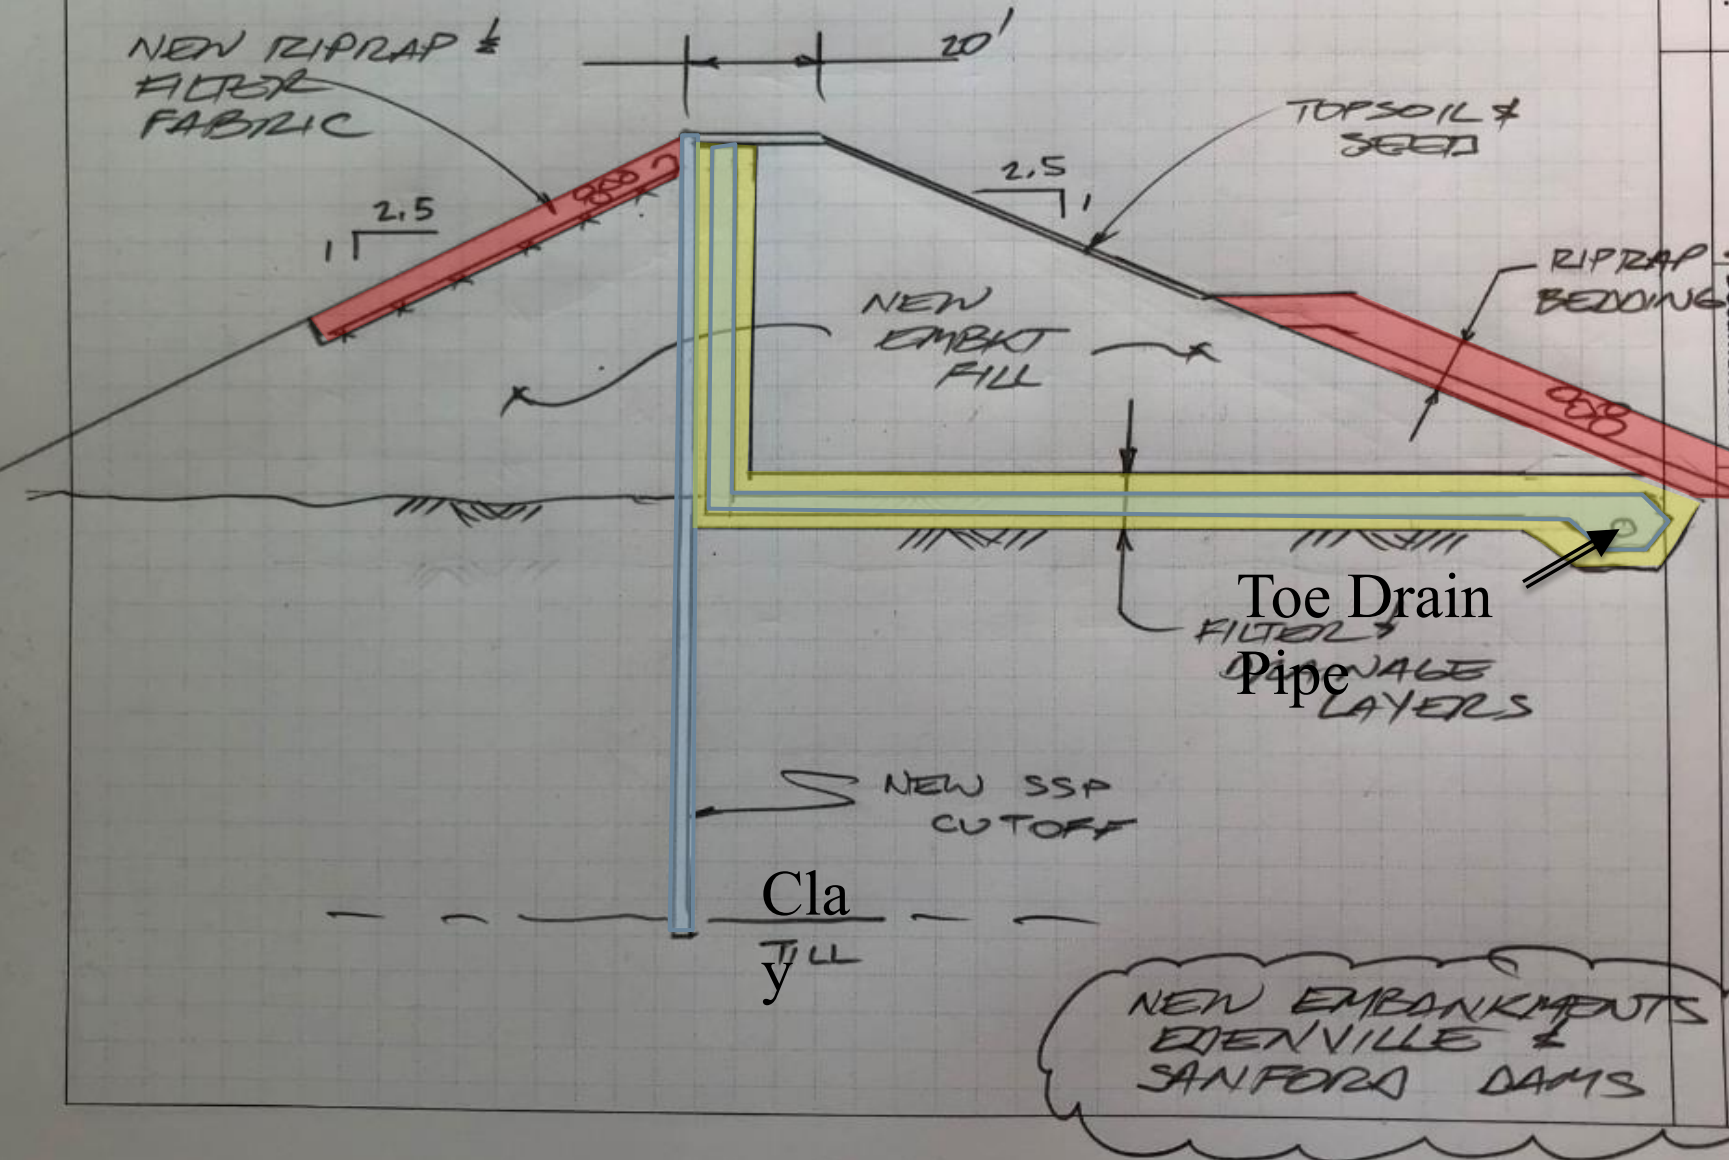 NEW RIPRAP &
FILTER
FABRIC
20'
TOPSOIL &
SEED
2.5
1
2.5
1
RIPRAP
BEDDING
NEW
EMBKT
FILL
Toe Drain
Pipe
FILTER &
DRAINAGE
LAYERS
NEW SSP
CUTOFF
Cla
y
TILL
NEW EMBANKMENTS
EDENVILLE &
SANFORD DAMS